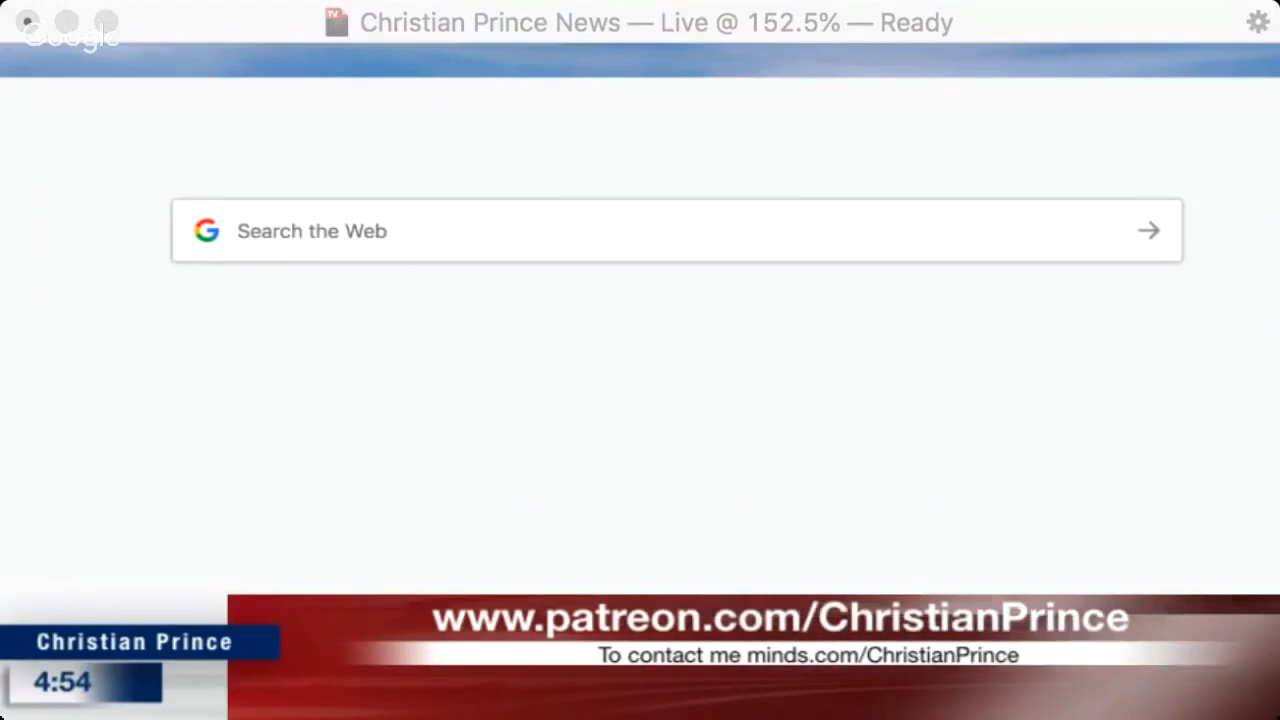 Christian Prince News — Live @ 152.5% — Ready
Google
Search the Web
www.patreon.com/ChristianPrince
To contact me minds.com/ChristianPrince
Christian Prince
4:54